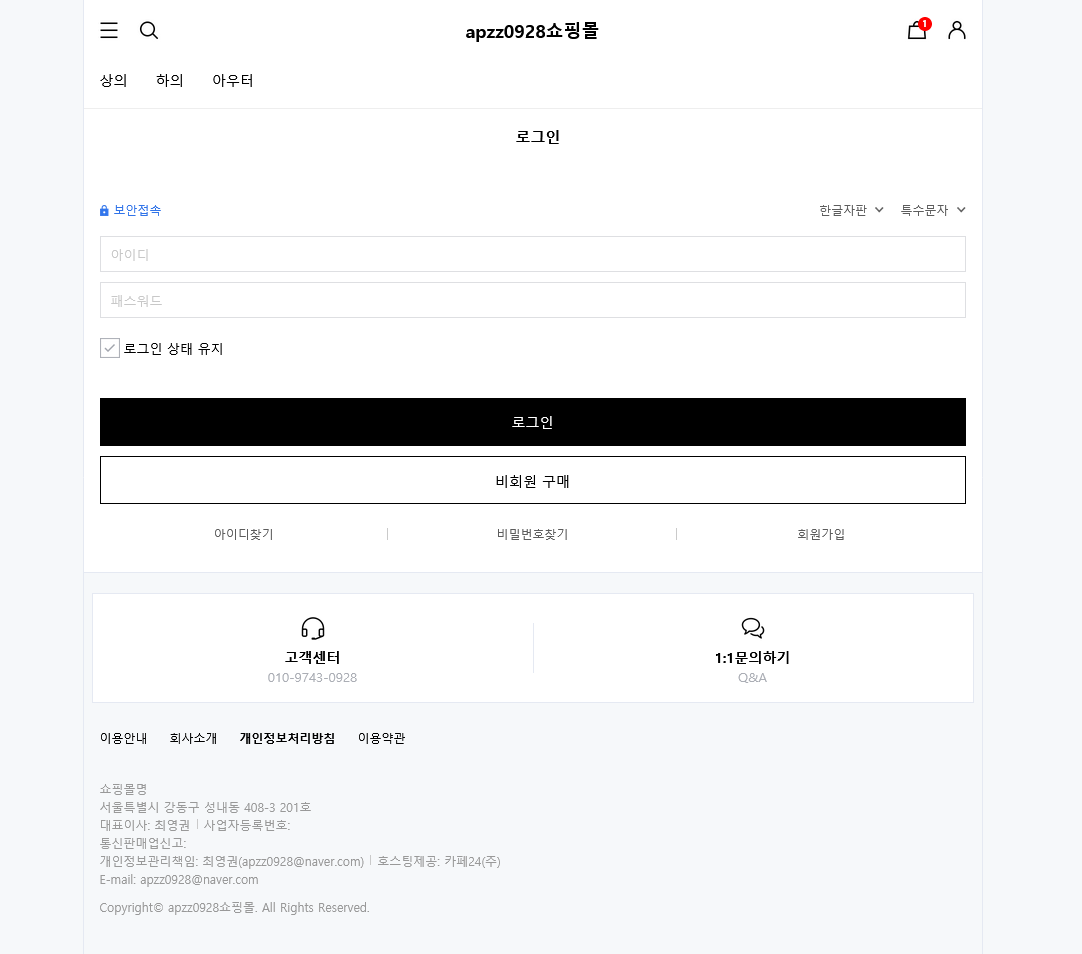 apzz0928쇼핑몰
1
상의 하의 아우터
로그인
보안접속 한글자판 특수문자
아이디
패스워드
로그인 상태 유지
로그인
비회원 구매
아이디찾기 비밀번호찾기 회원가입
고객센터
010-9743-0928
1:1문의하기
Q&A
이용안내 회사소개 개인정보처리방침 이용약관
쇼핑몰명
서울특별시 강동구 성내동 408-3 201호
대표이사: 최영권 | 사업자등록번호:
통신판매업신고:
개인정보관리책임: 최영권(apzz0928@naver.com) | 호스팅제공: 카페24(주)
E-mail: apzz0928@naver.com
Copyright© apzz0928쇼핑몰. All Rights Reserved.